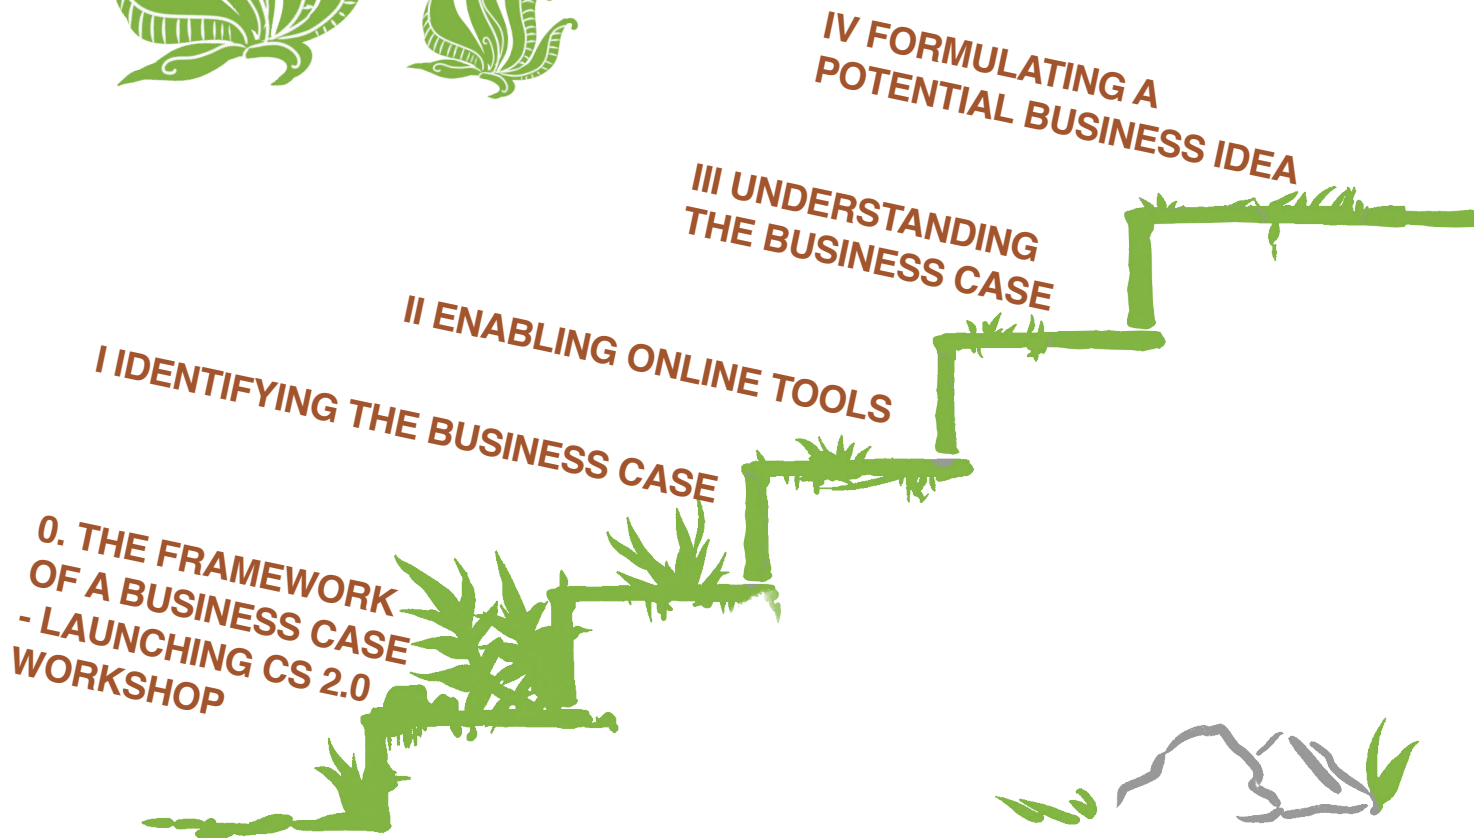 IV FORMULATING A
POTENTIAL BUSINESS IDEA
III UNDERSTANDING
THE BUSINESS CASE
II ENABLING ONLINE TOOLS
I IDENTIFYING THE BUSINESS CASE
0. THE FRAMEWORK
OF A BUSINESS CASE
- LAUNCHING CS 2.0
WORKSHOP